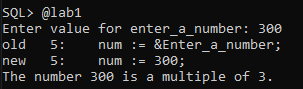 SQL> @lab1
Enter value for enter_a_number: 300
old   5:    num := &Enter_a_number;
new   5:    num := 300;
The number 300 is a multiple of 3.